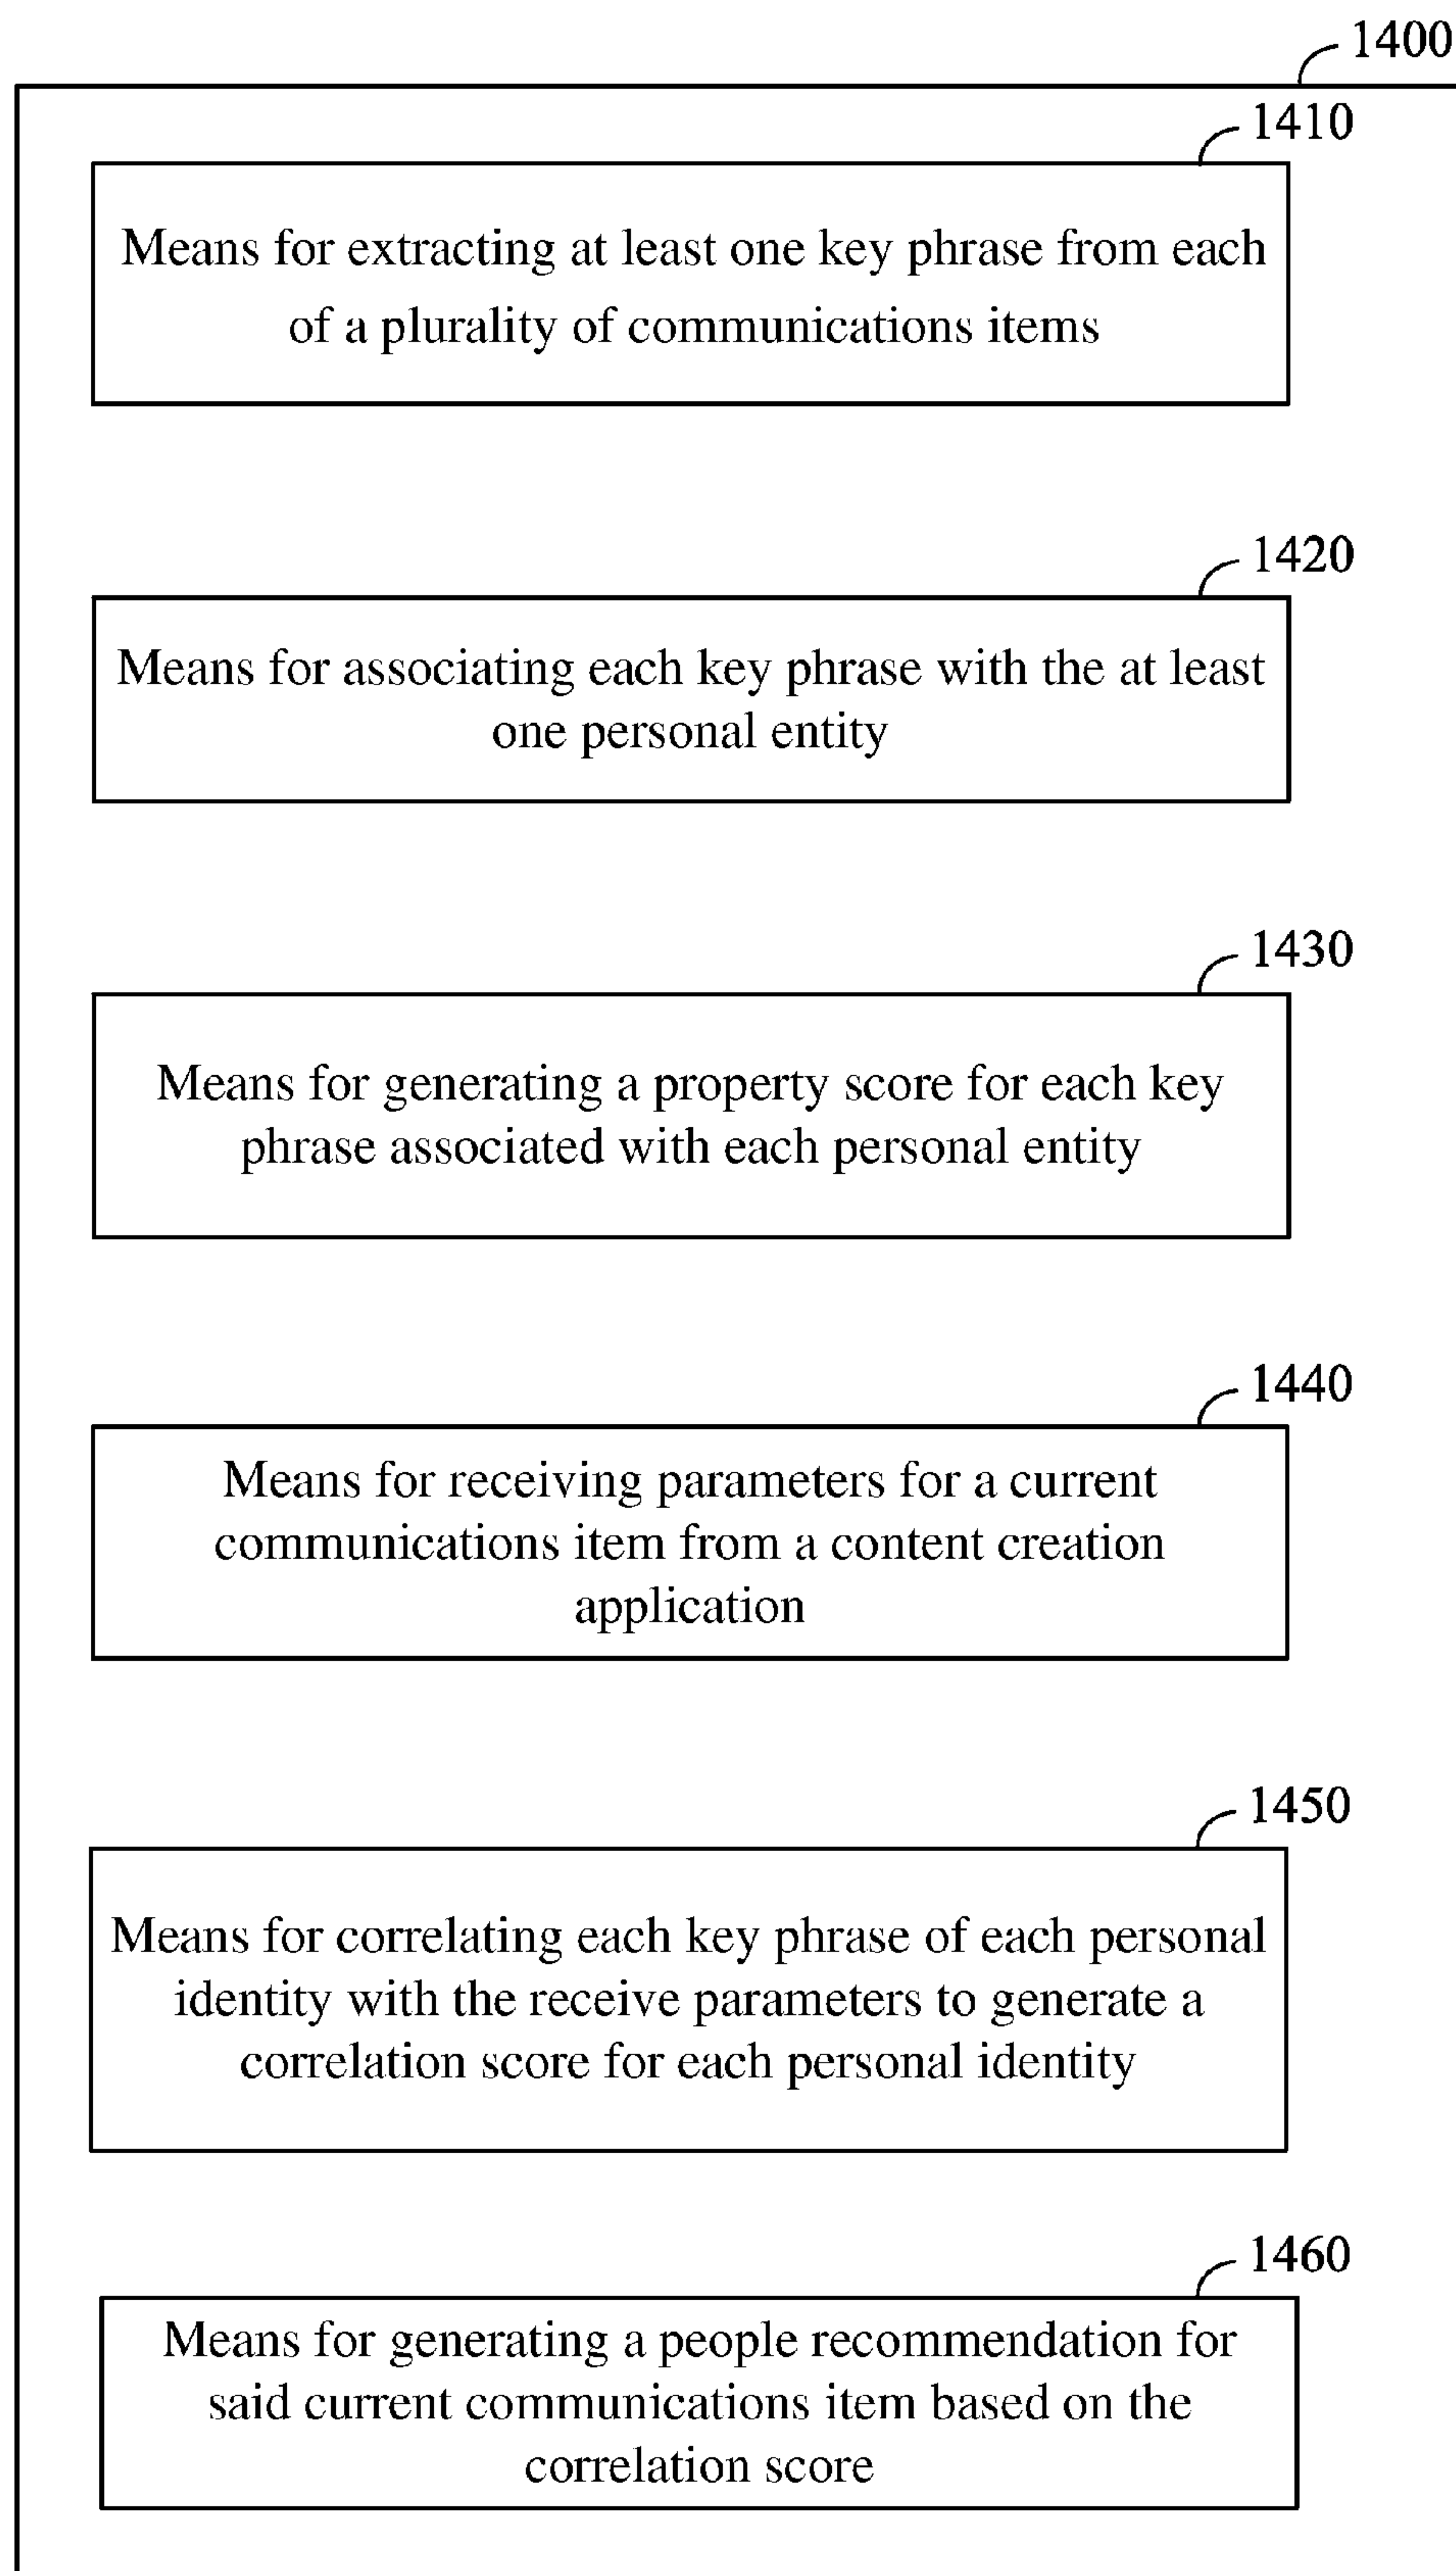 1400
1410
Means for extracting at least one key phrase from each
of a plurality of communications items
1420
Means for associating each key phrase with the at least
one personal entity
1430
Means for generating a property score for each key
phrase associated with each personal entity
1440
Means for receiving parameters for a current
communications item from a content creation
application
1450
Means for correlating each key phrase of each personal
identity with the receive parameters to generate a
correlation score for each personal identity
1460
Means for generating a people recommendation for
said current communications item based on the
correlation score